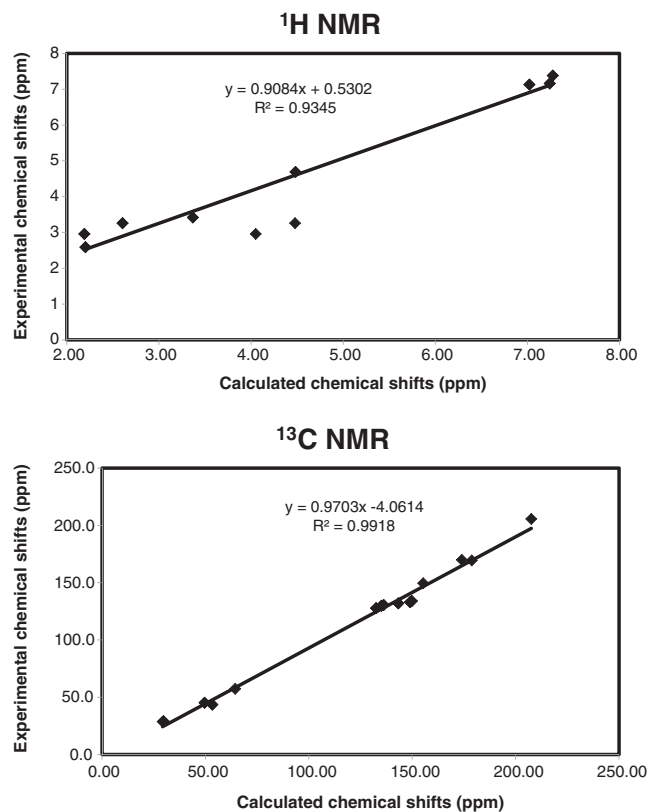 ¹H NMR
8
7
6
5
4
3
2
1
0
y = 0.9084x + 0.5302
R² = 0.9345
2.00 3.00 4.00 5.00 6.00 7.00 8.00
Experimental chemical shifts (ppm)
Calculated chemical shifts (ppm)
¹³C NMR
250.0
200.0
150.0
100.0
50.0
0.0
y = 0.9703x -4.0614
R² = 0.9918
0.00 50.00 100.00 150.00 200.00 250.00
Experimental chemical shifts (ppm)
Calculated chemical shifts (ppm)